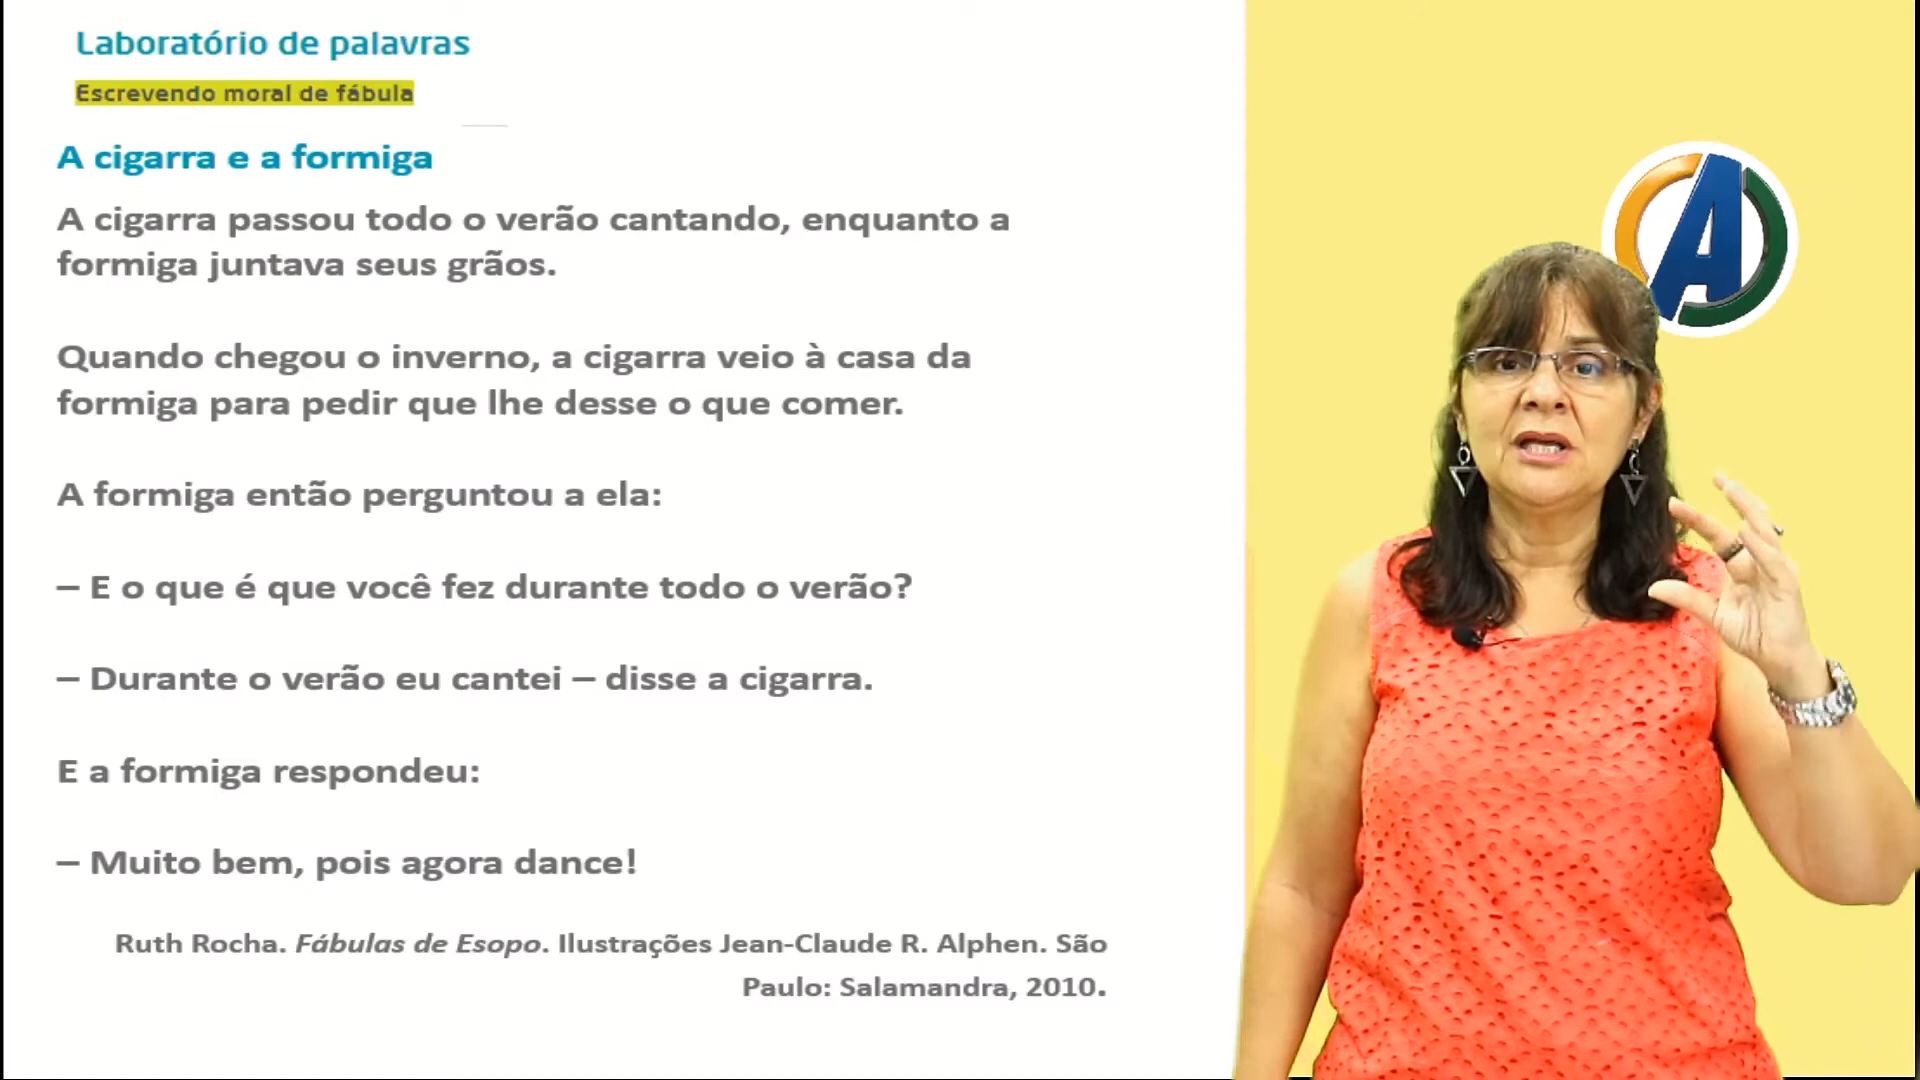 Laboratório de palavras
Escrevendo moral de fábula
A cigarra e a formiga
A cigarra passou todo o verão cantando, enquanto a
formiga juntava seus grãos.
Quando chegou o inverno, a cigarra veio à casa da
formiga para pedir que lhe desse o que comer.
A formiga então perguntou a ela:
– E o que é que você fez durante todo o verão?
– Durante o verão eu cantei – disse a cigarra.
E a formiga respondeu:
– Muito bem, pois agora dance!
Ruth Rocha. Fábulas de Esopo. Ilustrações Jean-Claude R. Alphen. São
Paulo: Salamandra, 2010.
A